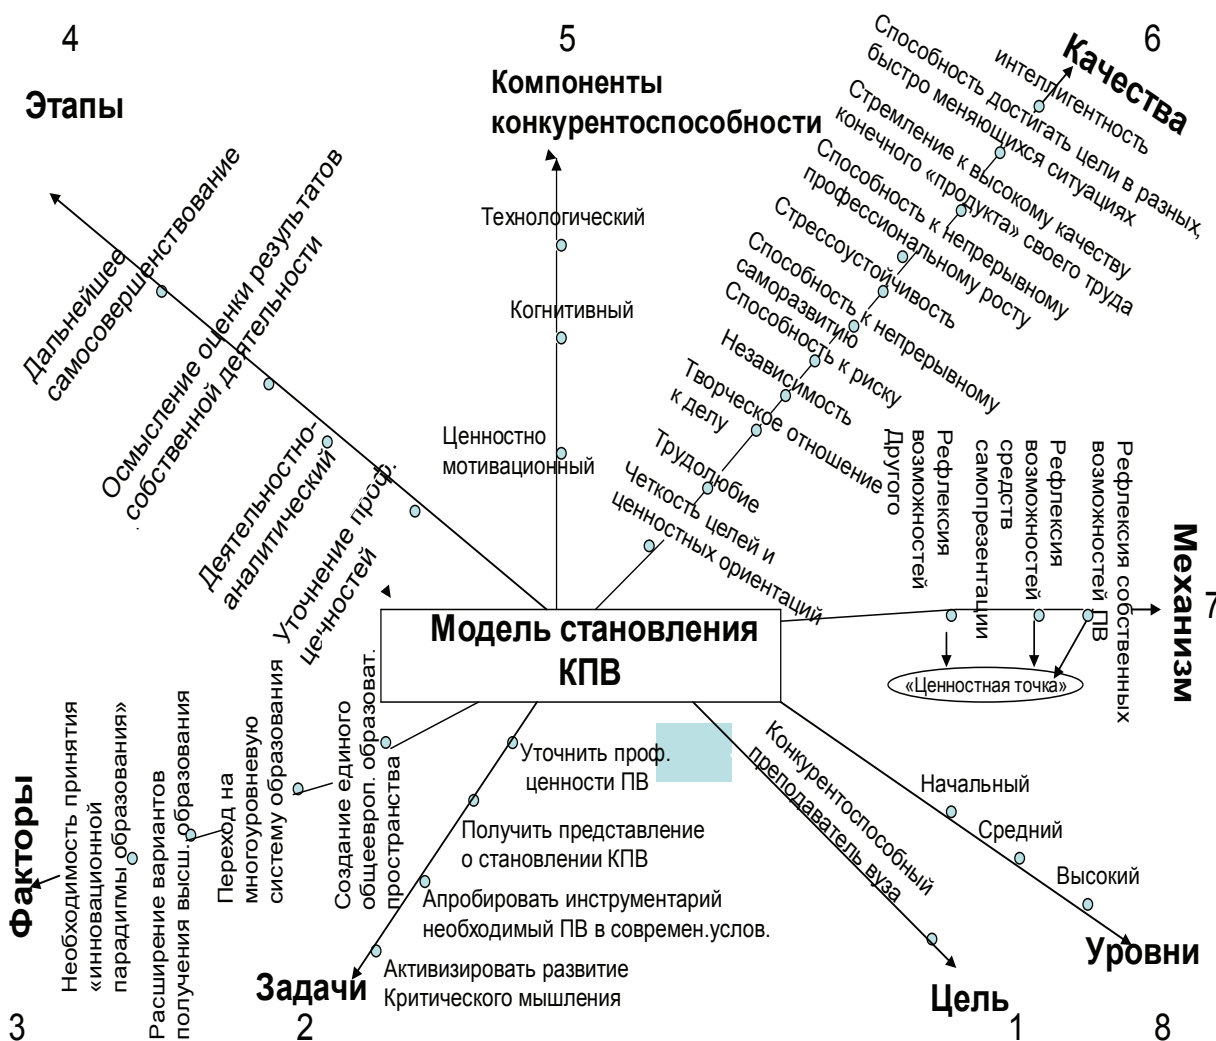 4
Этапы
Дальнейшее
самосовершенствование
Осмысление оценки результатов
собственной деятельности
Деятельностно-
аналитический
Уточнение проф.
ценностей
5
Компоненты
конкурентоспособности
Технологический
Когнитивный
Ценностно
мотивационный
6
Качества
интеллигентность
Способность достигать цели в разных,
быстро меняющихся ситуациях
Стремление к высокому качеству
конечного «продукта» своего труда
Способность к непрерывному
профессиональному росту
Стрессоустойчивость
Способность к непрерывному
саморазвитию
Способность к риску
Независимость
Творческое отношение
к делу
Трудолюбие
Четкость целей и
ценностных ориентаций
7
Механизм
Рефлексия
возможностей
Другого
Рефлексия
возможностей
средств
самопрезентации
Рефлексия собственных
возможностей ПВ
«Ценностная точка»
Модель становления
КПВ
3
Факторы
Необходимость принятия
«инновационной
парадигмы образования»
Расширение вариантов
получения высш. образования
Переход на
многоуровневую
систему образования
Создание единого
общеевроп. образоват.
пространства
2
Задачи
Уточнить проф.
ценности ПВ
Получить представление
о становлении КПВ
Апробировать инструментарий
необходимый ПВ в современ.услов.
Активизировать развитие
Критического мышления
1
Цель
Конкурентоспособный
преподаватель вуза
8
Уровни
Начальный
Средний
Высокий